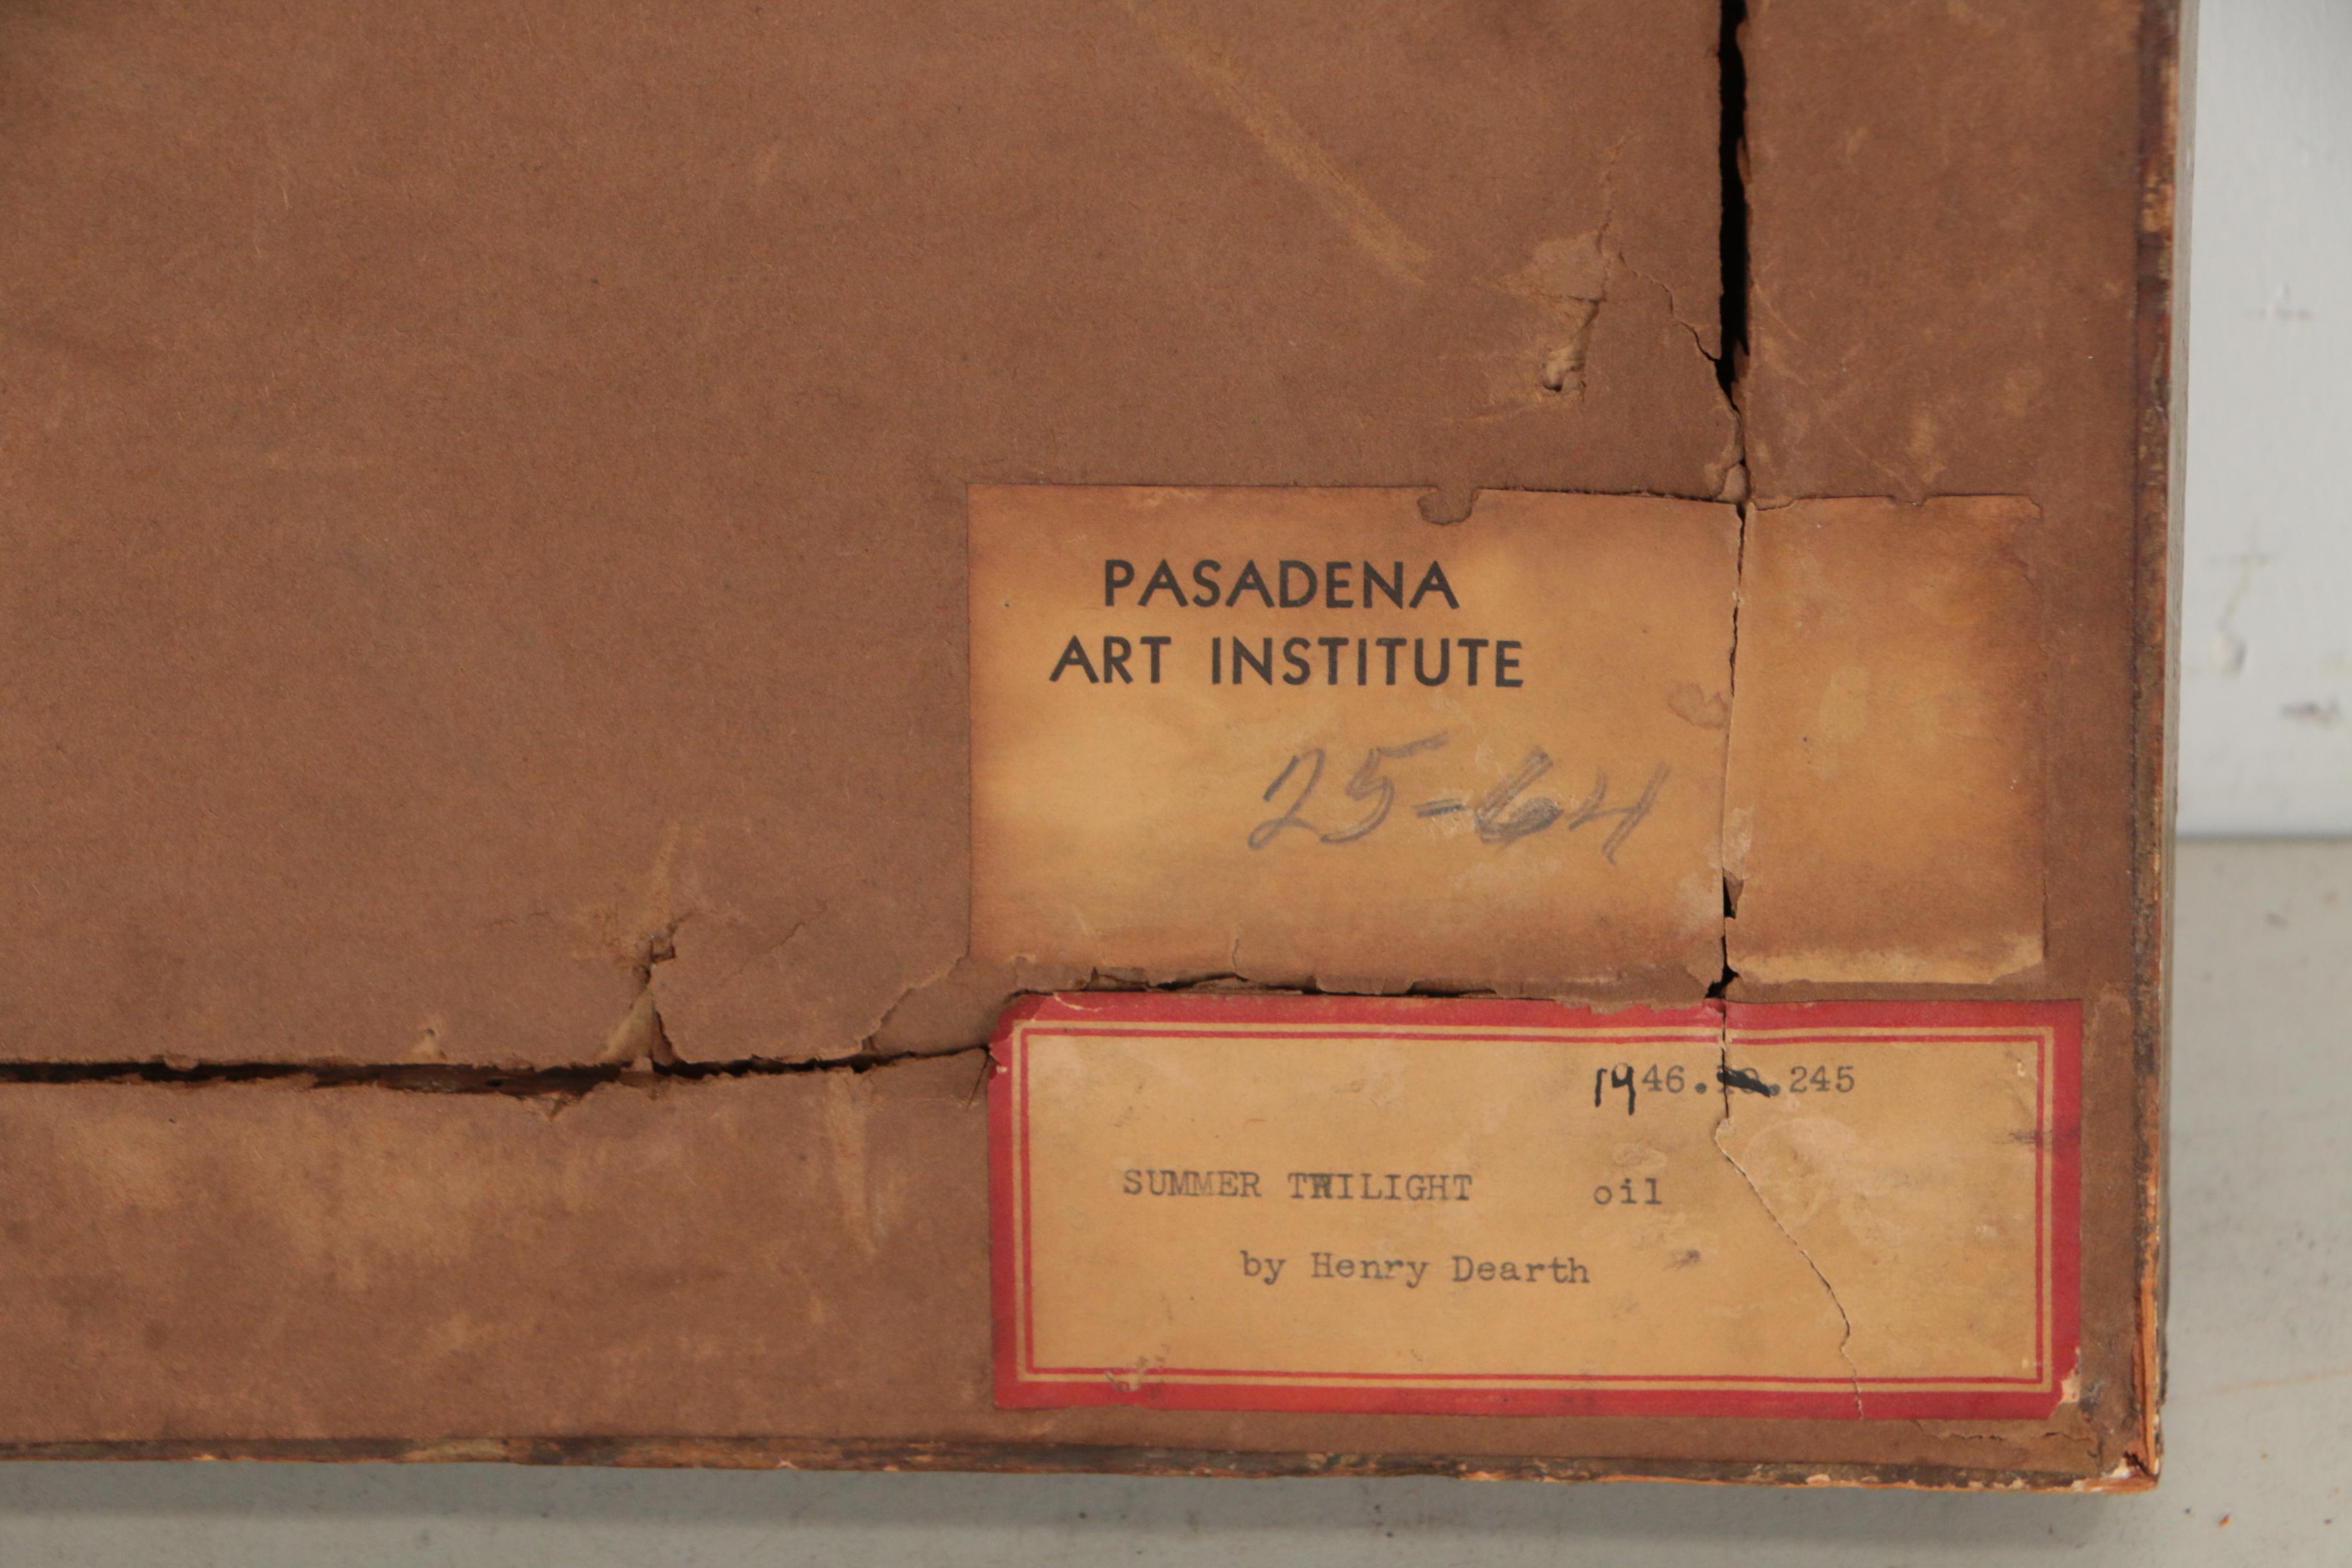 PASADENA
ART INSTITUTE
25-64
1946. .245
SUMMER TWILIGHT oil
by Henry Dearth